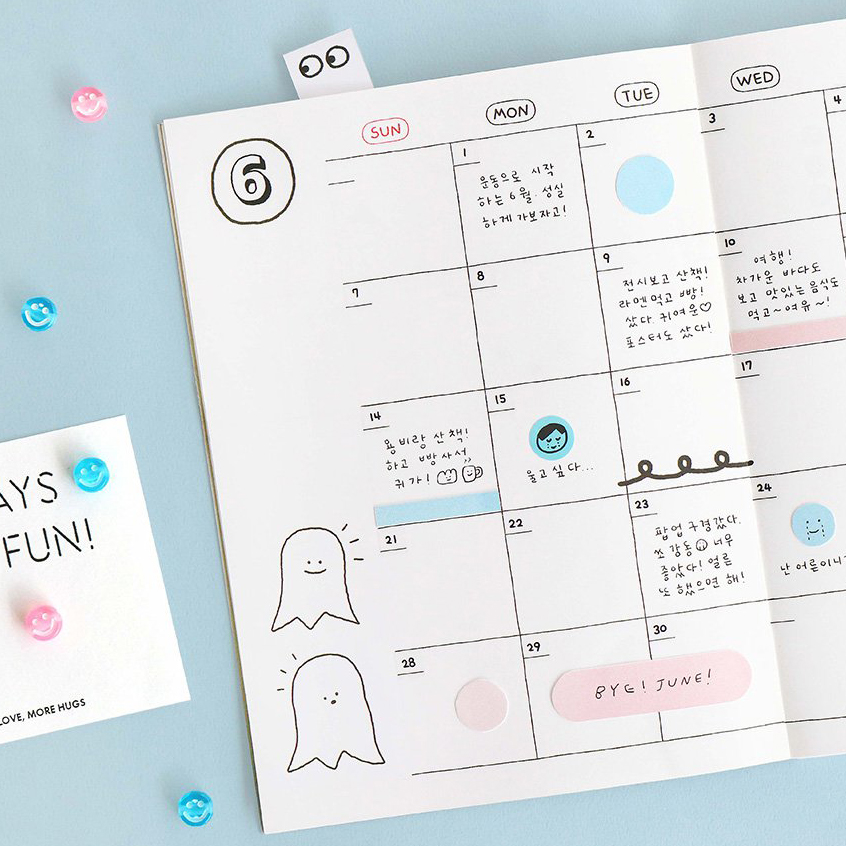 6
SUN
MON
TUE
WED
1
운동으로 시작
하는 6월. 성실
하게 가보자고!
2
3
4
7
8
9
전시보고 산책!
라멘먹고 빵!
샀다. 귀여운♡
포스터도 샀다!
10
여행!
차가운 바다도
보고 맛있는 음식도
먹고~여유~!
14
용비랑 산책!
하고 빵사서
귀가!
15
울고 싶다...
16
17
21
22
23
팝업 구경갔다.
쏘 감동 너무
좋았다! 얼른
또 했으면 해!
24
난 어른이니
28
29
30
BYE! JUNE!
AYS
FUN!
LOVE, MORE HUGS